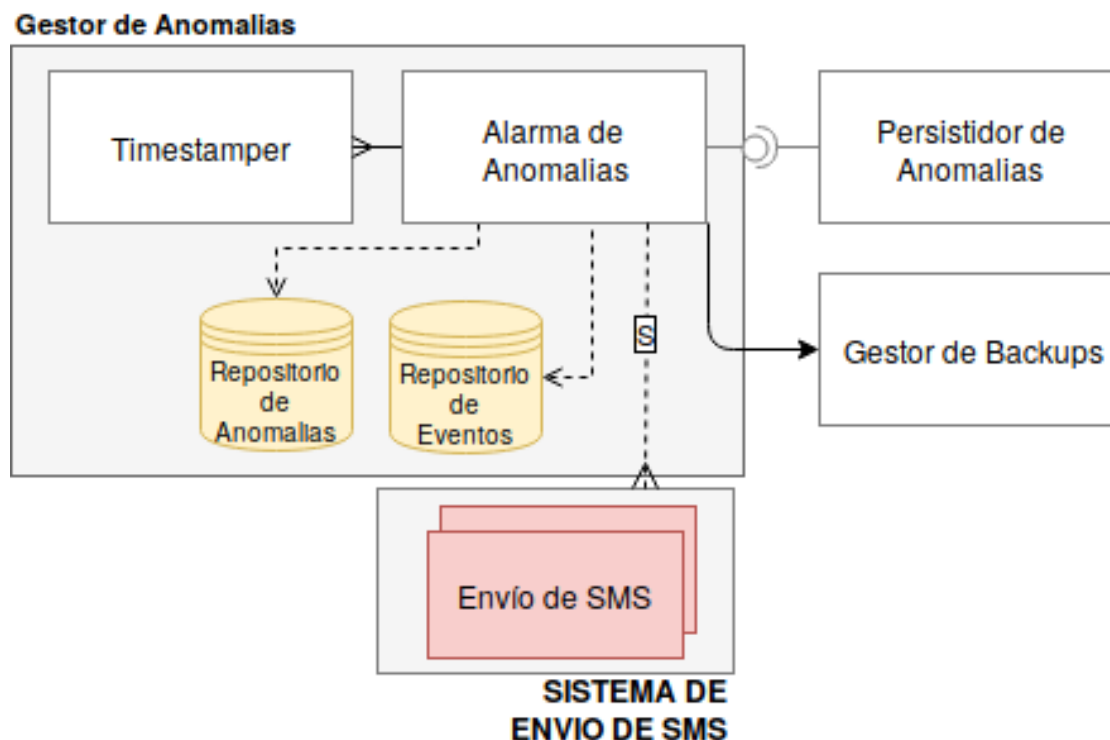 Gestor de Anomalias
Timestamper
Alarma de
Anomalias
Persistidor de
Anomalias
Gestor de Backups
S
Repositorio
de
Anomalias
Repositorio
de
Eventos
Envío de SMS
SISTEMA DE
ENVIO DE SMS